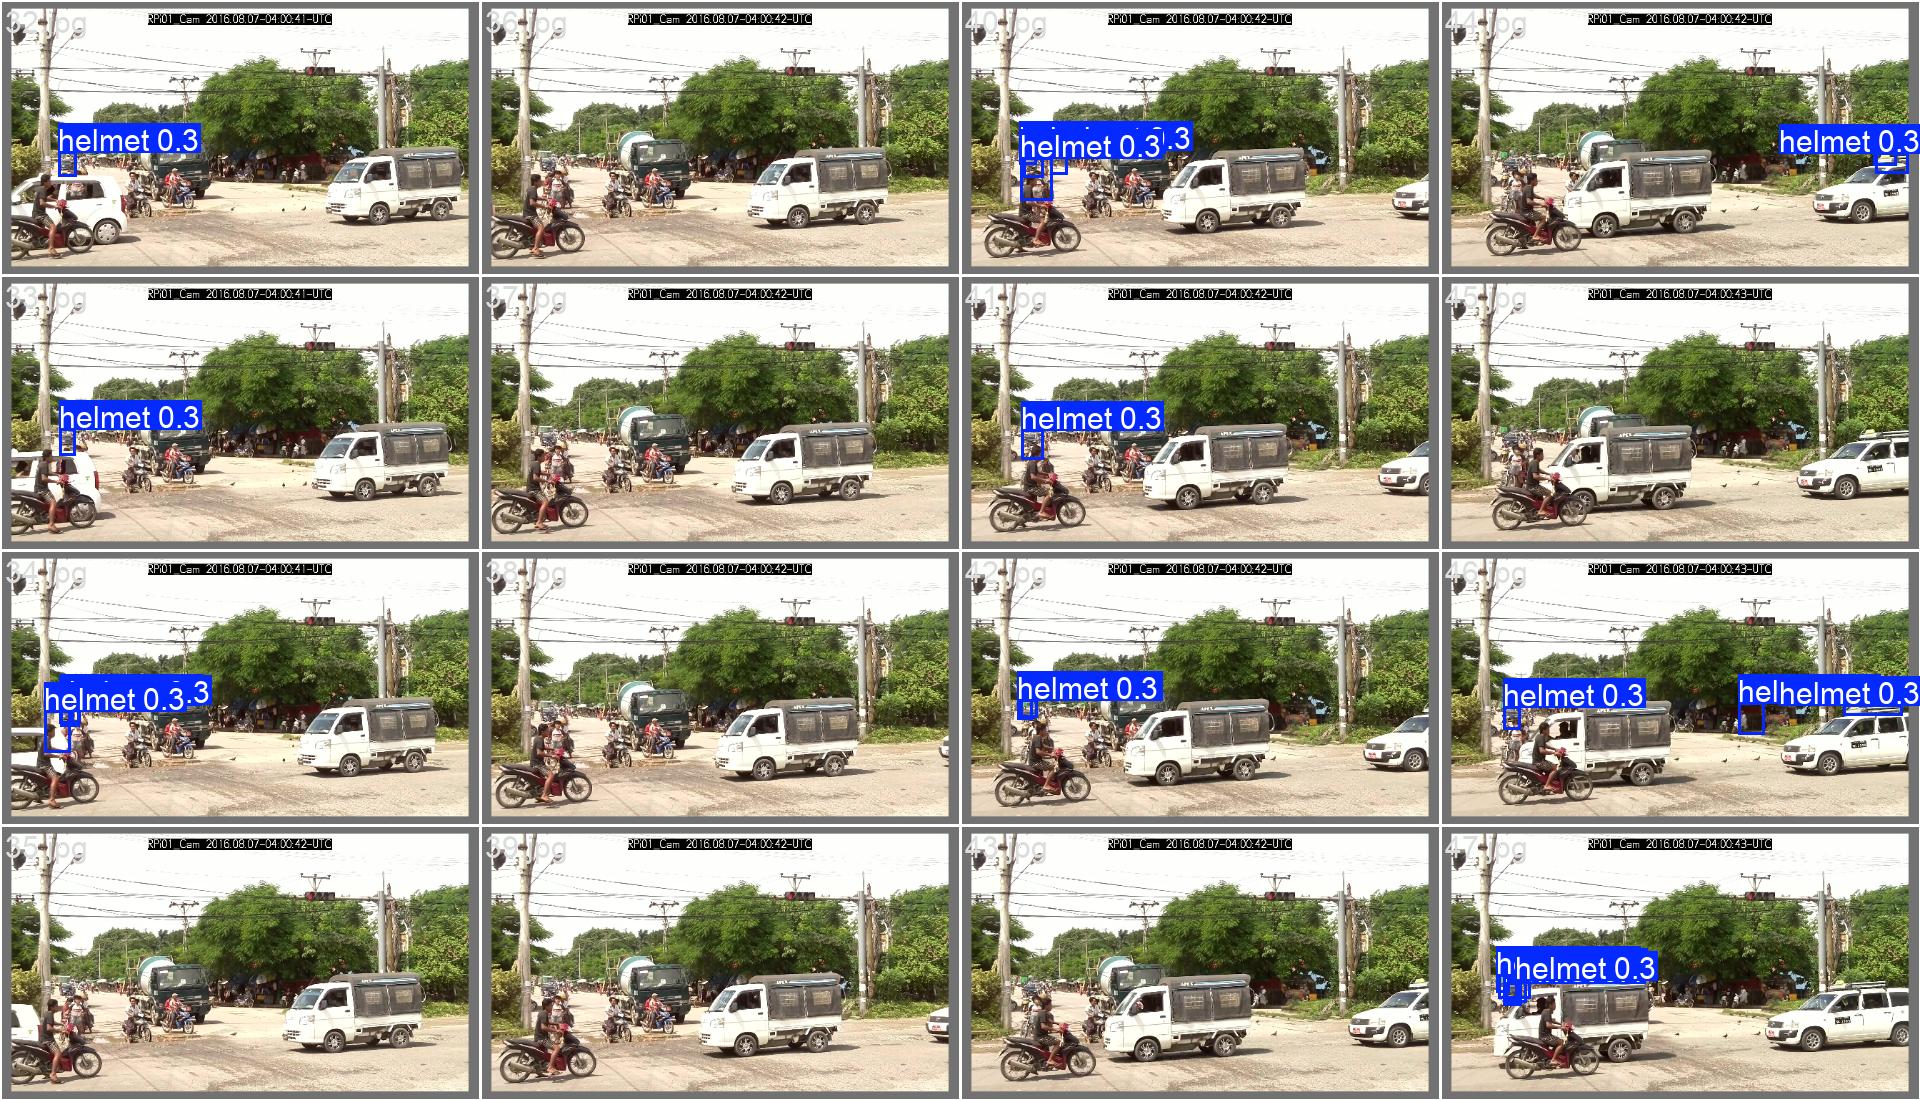 32.jpg
RPi01_Cam 2016.08.07-04:00:41-UTC
helmet 0.3
36.jpg
RPi01_Cam 2016.08.07-04:00:42-UTC
40.jpg
RPi01_Cam 2016.08.07-04:00:42-UTC
.3
helmet 0.3
44.jpg
RPi01_Cam 2016.08.07-04:00:42-UTC
helmet 0.3
33.jpg
RPi01_Cam 2016.08.07-04:00:41-UTC
helmet 0.3
37.jpg
RPi01_Cam 2016.08.07-04:00:42-UTC
41.jpg
RPi01_Cam 2016.08.07-04:00:42-UTC
helmet 0.3
45.jpg
RPi01_Cam 2016.08.07-04:00:43-UTC
34.jpg
RPi01_Cam 2016.08.07-04:00:41-UTC
.3
helmet 0.3
38.jpg
RPi01_Cam 2016.08.07-04:00:42-UTC
42.jpg
RPi01_Cam 2016.08.07-04:00:42-UTC
helmet 0.3
46.jpg
RPi01_Cam 2016.08.07-04:00:43-UTC
helmet 0.3
helhelmet 0.3
35.jpg
RPi01_Cam 2016.08.07-04:00:42-UTC
39.jpg
RPi01_Cam 2016.08.07-04:00:42-UTC
43.jpg
RPi01_Cam 2016.08.07-04:00:42-UTC
47.jpg
RPi01_Cam 2016.08.07-04:00:43-UTC
h
helmet 0.3